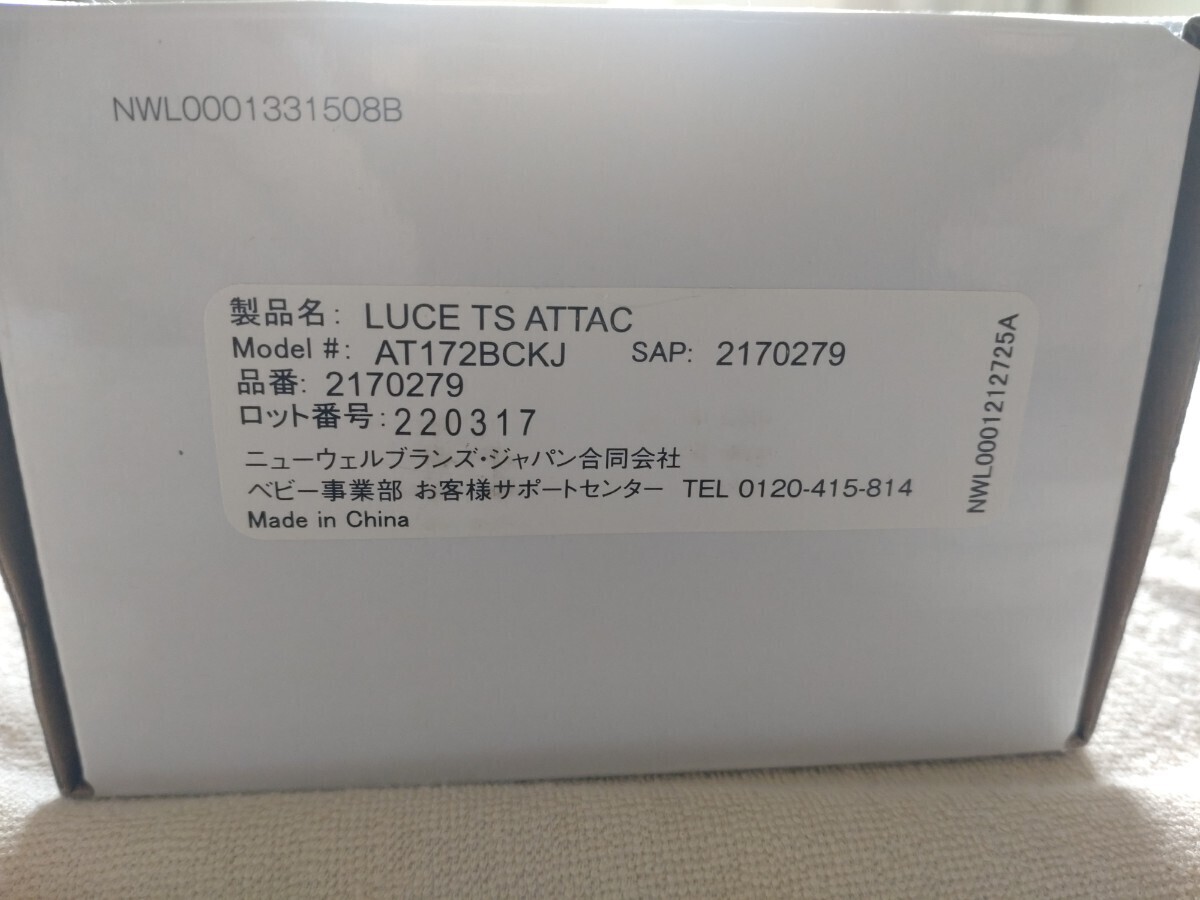 NWL0001331508B
製品名: LUCE TS ATTAC
Model #: AT172BCKJ SAP: 2170279
品番: 2170279
ロット番号: 220317
ニューウェルブランズ・ジャパン合同会社
ベビー事業部 お客様サポートセンター TEL 0120-415-814
Made in China
NWL0001212725A